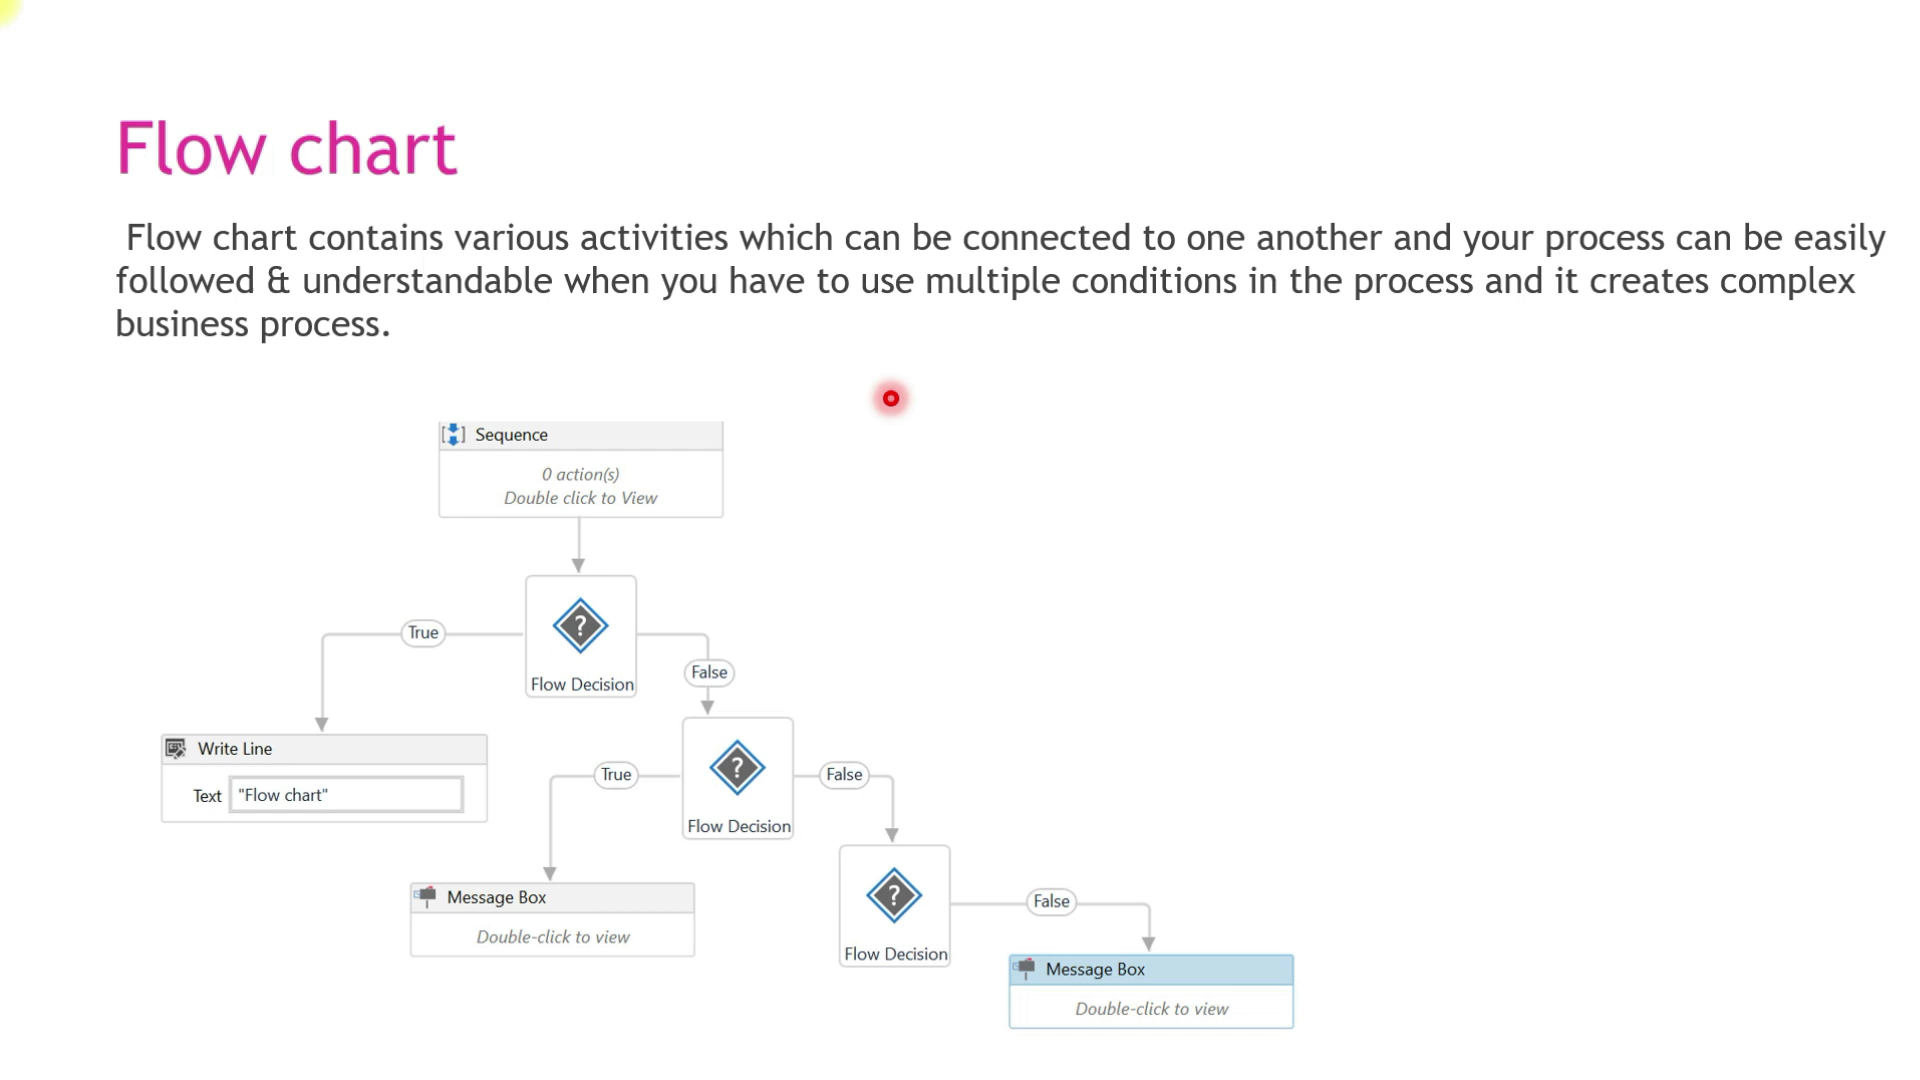 Flow chart
Flow chart contains various activities which can be connected to one another and your process can be easily
followed & understandable when you have to use multiple conditions in the process and it creates complex
business process.
Sequence
0 action(s)
Double click to View
?
True
Flow Decision
False
Write Line
Text "Flow chart"
?
True
False
Flow Decision
Message Box
Double-click to view
?
False
Flow Decision
Message Box
Double-click to view